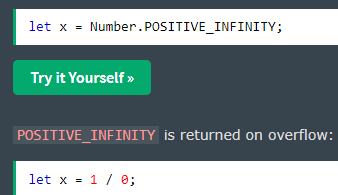 let x = Number.POSITIVE_INFINITY;
Try it Yourself »
POSITIVE_INFINITY is returned on overflow:
let x = 1 / 0;